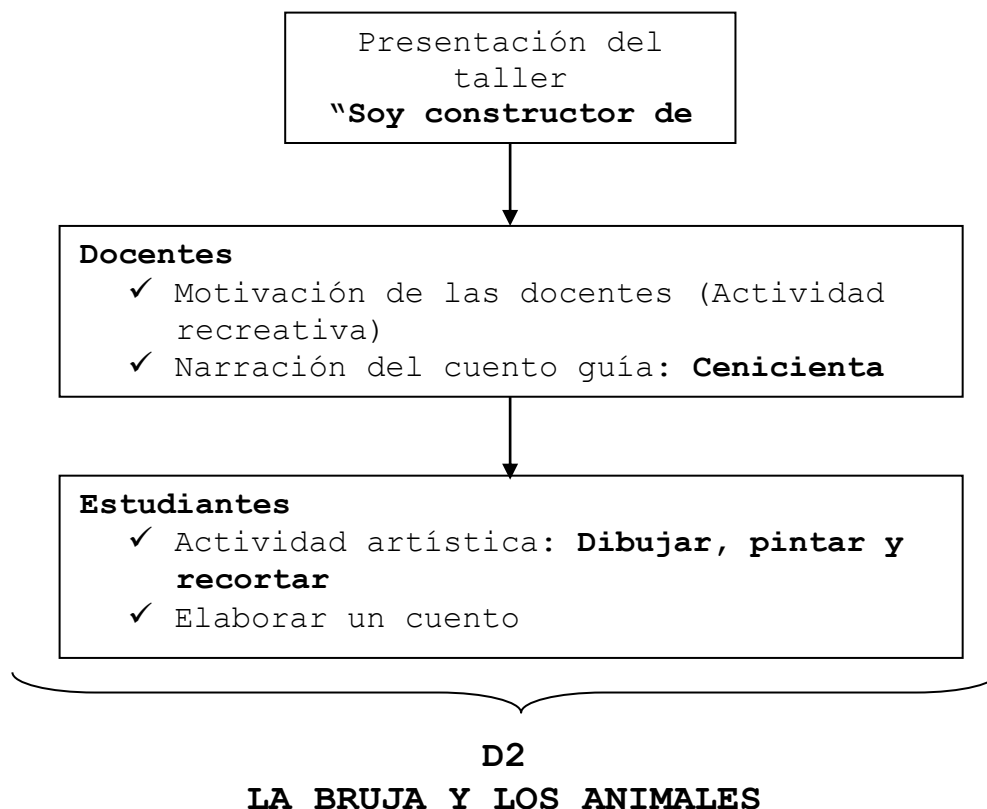 Presentación del
taller
“Soy constructor de
Docentes
✓ Motivación de las docentes (Actividad
recreativa)
✓ Narración del cuento guía: Cenicienta
Estudiantes
✓ Actividad artística: Dibujar, pintar y
recortar
✓ Elaborar un cuento
D2
LA BRUJA Y LOS ANIMALES